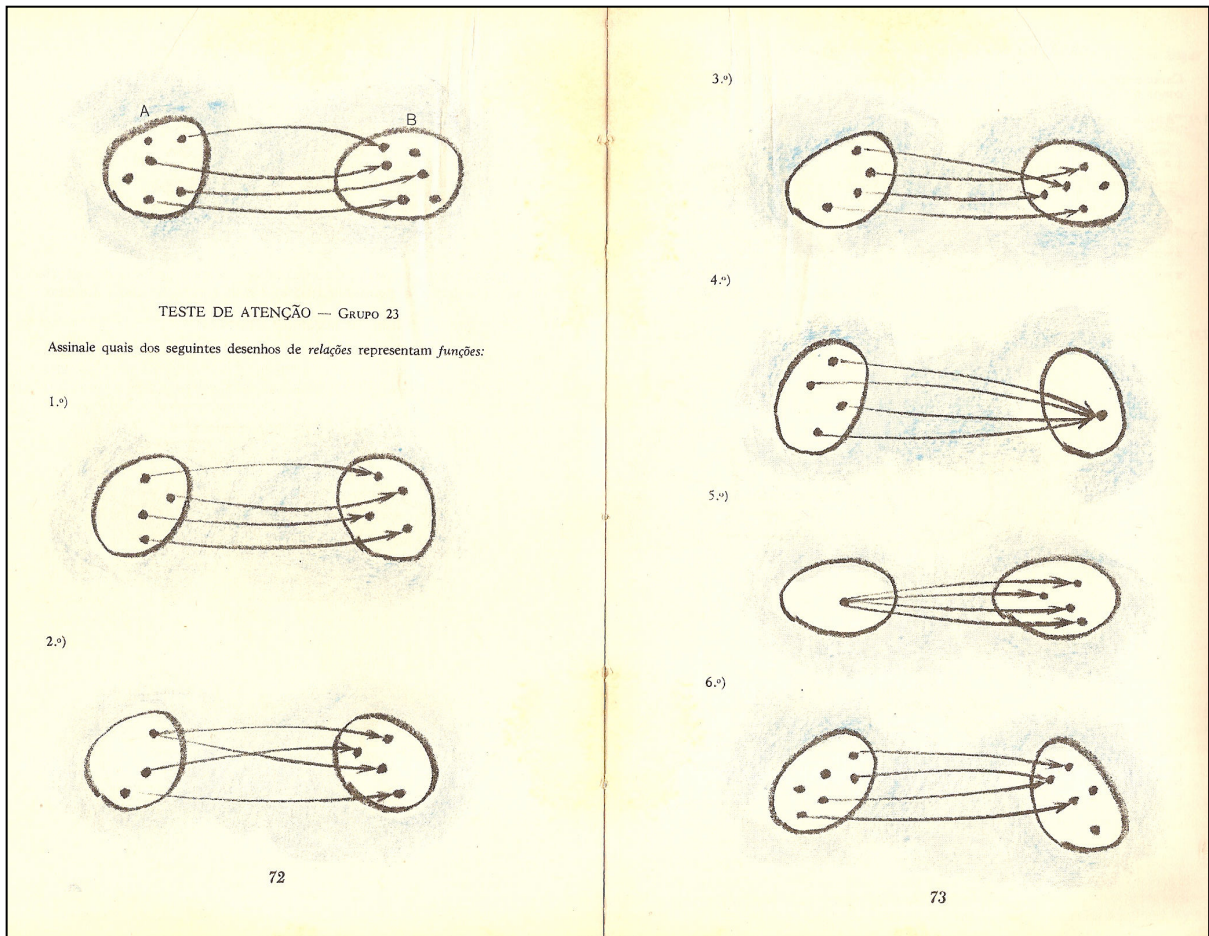 A
B
TESTE DE ATENÇÃO — GRUPO 23
Assinale quais dos seguintes desenhos de relações representam funções:
1.º)
2.º)
72
3.º)
4.º)
5.º)
6.º)
73